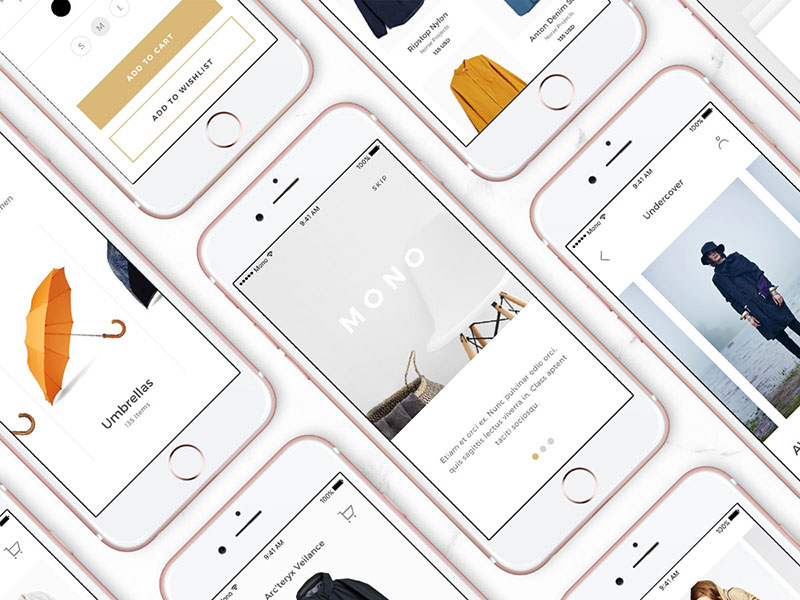 S
M
L
ADD TO CART
ADD TO WISHLIST
Ripstop Nylon
Norse Projects
135 USD
Anton Denim S
Norse Projects
135 USD
Umbrellas
135 Items
Mono
9:41 AM
100%
SKIP
MONO
Etiam et orci ex. Nunc pulvinar odio orci,
quis sagittis lectus viverra in. Class aptent
taciti sociosqu.
Mono
9:41 AM
100%
Undercover
Mono
9:41 AM
100%
Arc'teryx Veilance
9:41 AM
100%